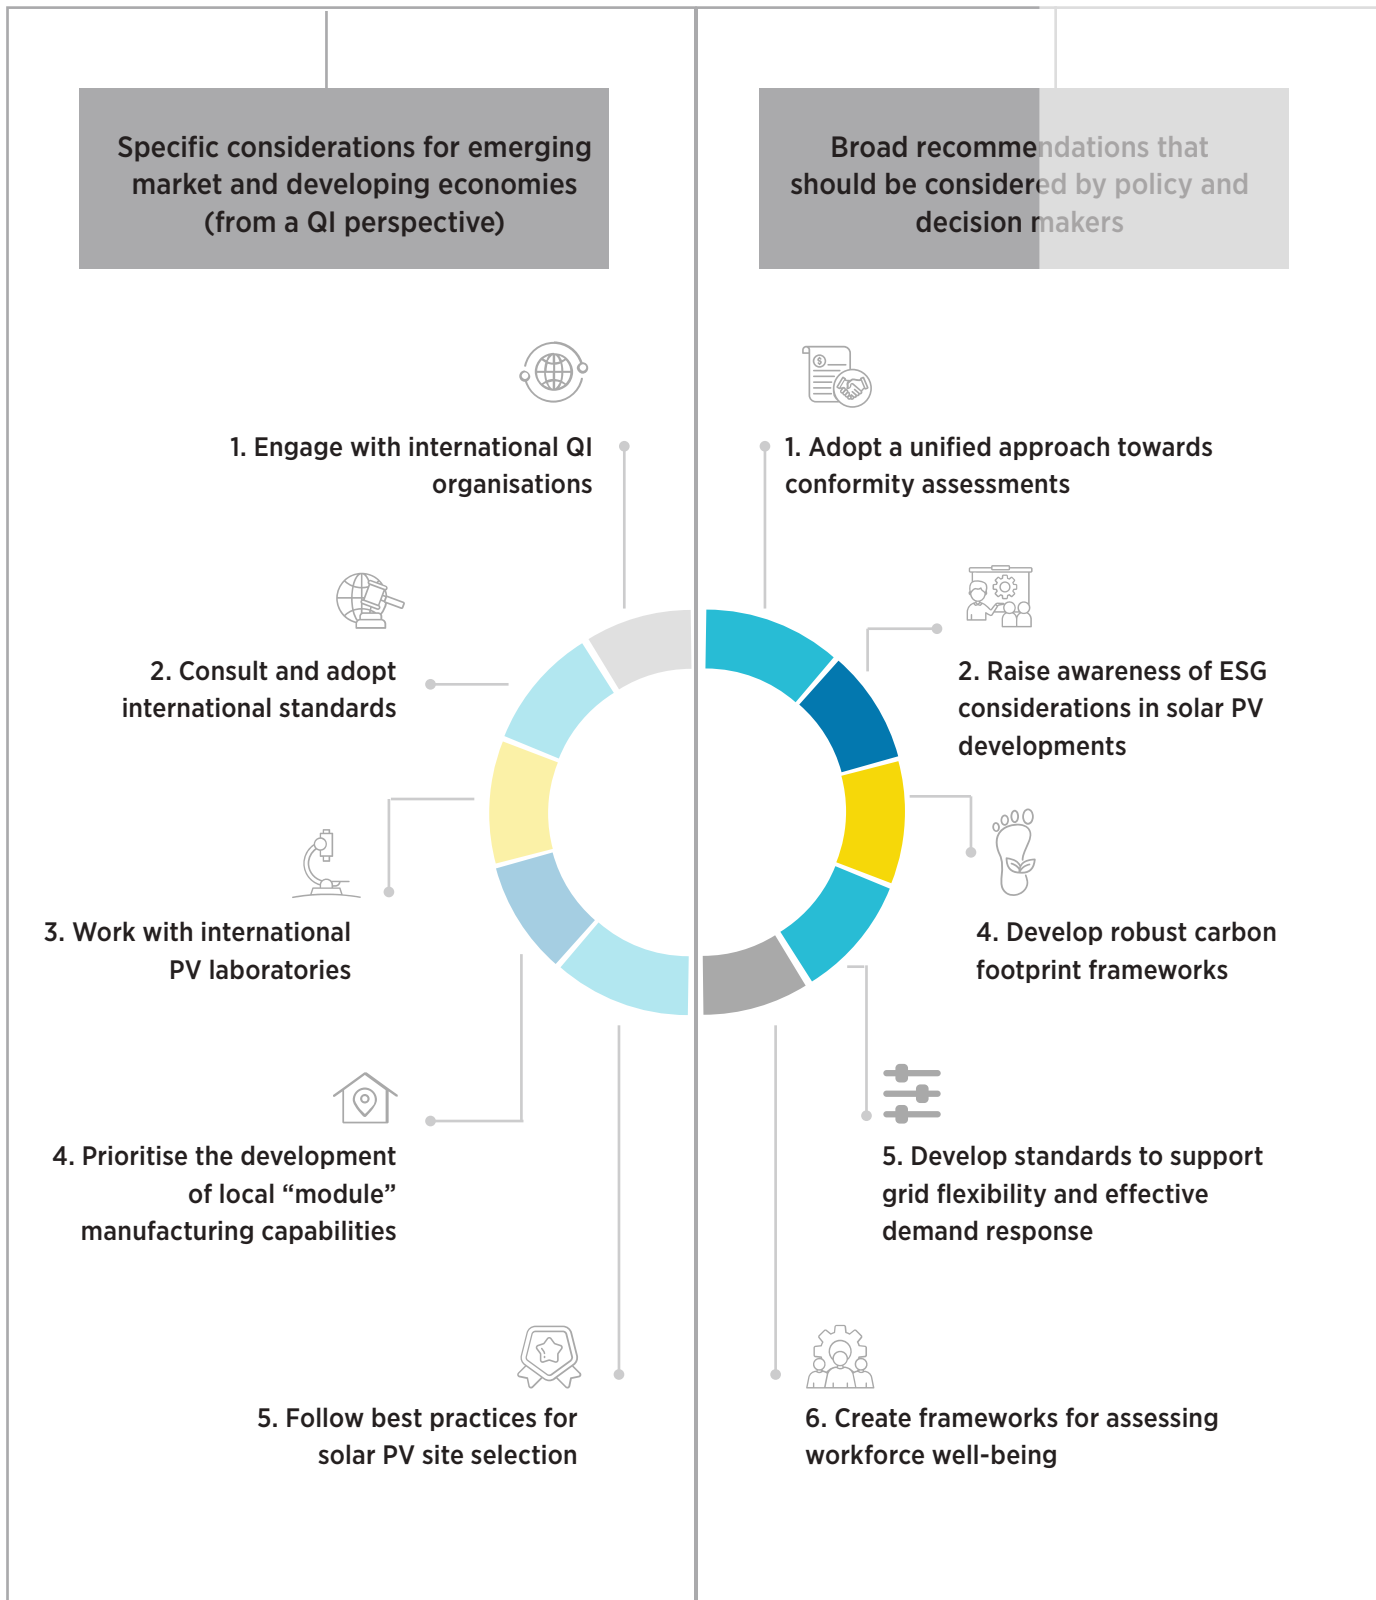 Specific considerations for emerging
market and developing economies
(from a QI perspective)
1. Engage with international QI
organisations
2. Consult and adopt
international standards
3. Work with international
PV laboratories
4. Prioritise the development
of local “module”
manufacturing capabilities
5. Follow best practices for
solar PV site selection
Broad recommendations that
should be considered by policy and
decision makers
1. Adopt a unified approach towards
conformity assessments
2. Raise awareness of ESG
considerations in solar PV
developments
4. Develop robust carbon
footprint frameworks
5. Develop standards to support
grid flexibility and effective
demand response
6. Create frameworks for assessing
workforce well-being